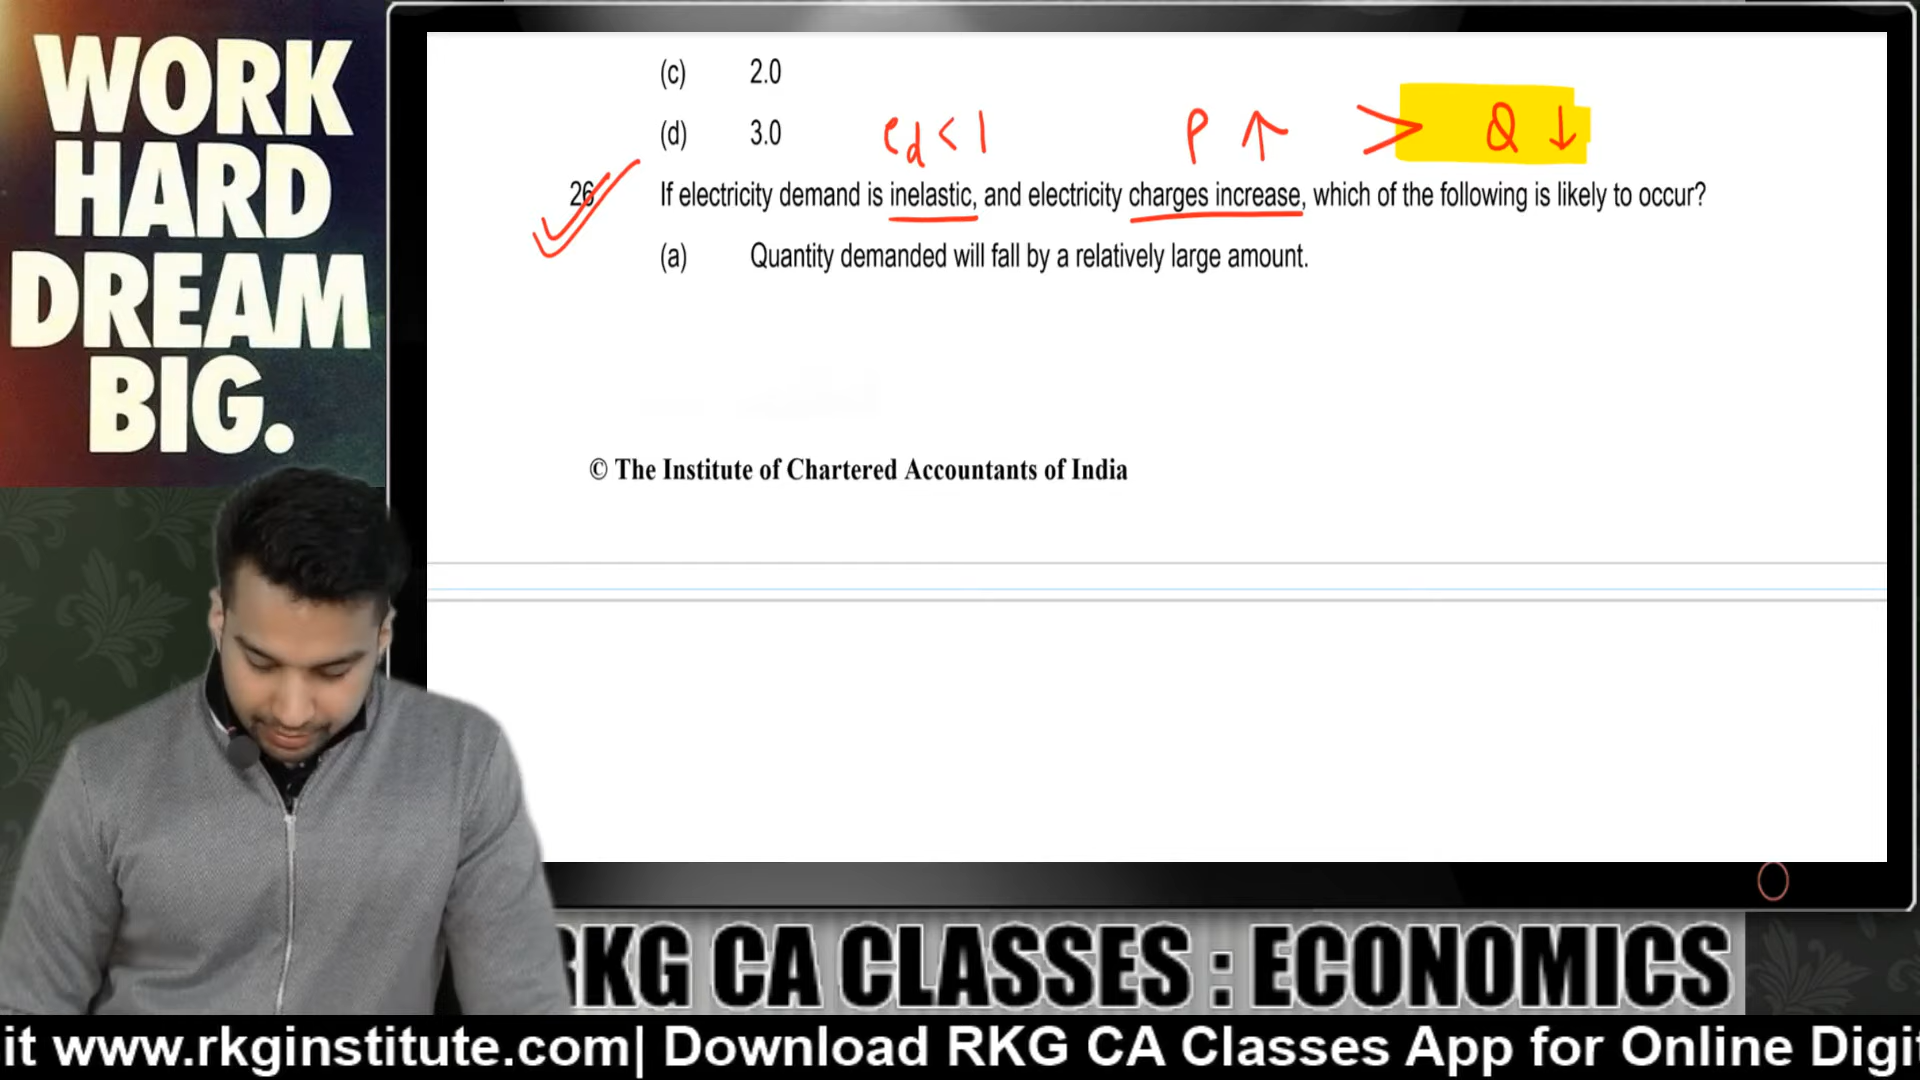 WORK
HARD
DREAM
BIG.
(c) 2.0
(d) 3.0 ed < 1 P ↑ > Q ↓
26 If electricity demand is inelastic, and electricity charges increase, which of the following is likely to occur?
(a) Quantity demanded will fall by a relatively large amount.
© The Institute of Chartered Accountants of India
RKG CA CLASSES : ECONOMICS
it www.rkginstitute.com| Download RKG CA Classes App for Online Digit